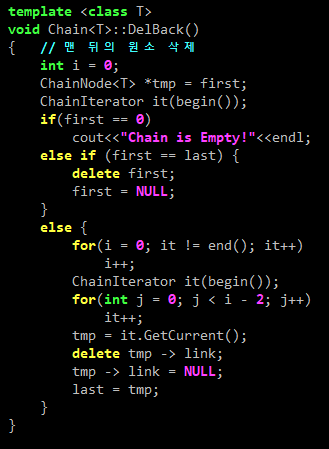 template <class T>
void Chain<T>::DelBack()
{   // 맨 뒤의 원소 삭제
    int i = 0;
    ChainNode<T> *tmp = first;
    ChainIterator it(begin());
    if(first == 0)
        cout<<"Chain is Empty!"<<endl;
    else if (first == last) {
        delete first;
        first = NULL;
    }
    else {
        for(i = 0; it != end(); it++)
            i++;
        ChainIterator it(begin());
        for(int j = 0; j < i - 2; j++)
            it++;
        tmp = it.GetCurrent();
        delete tmp -> link;
        tmp -> link = NULL;
        last = tmp;
    }
}